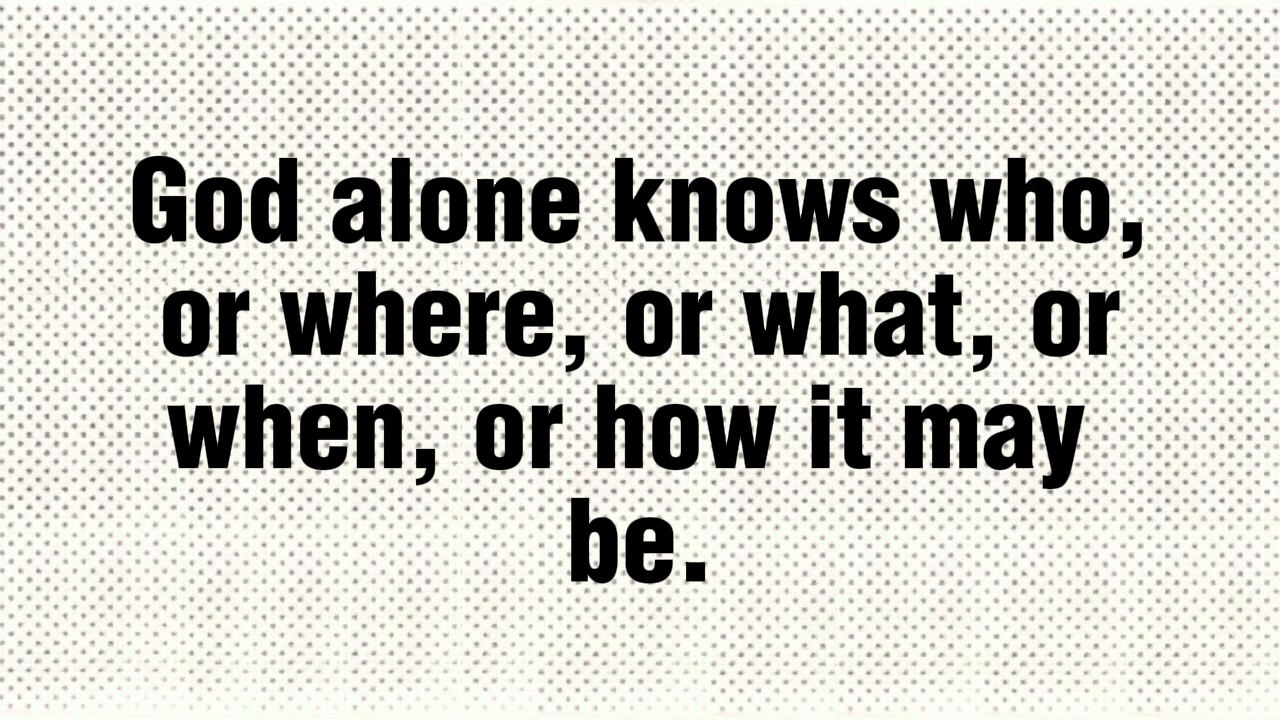 God alone knows who,
or where, or what, or
when, or how it may
be.